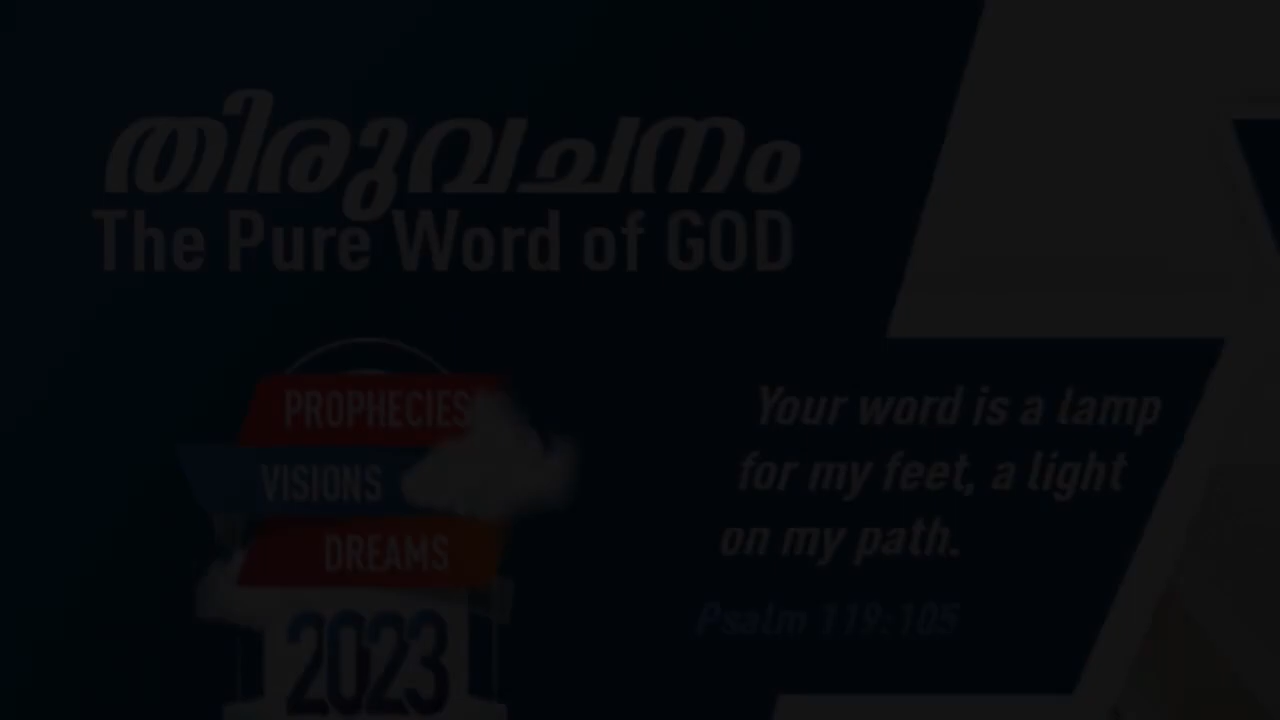 തിരുവചനം
The Pure Word of GOD
PROPHECIES
VISIONS
DREAMS
2023
Your word is a lamp
for my feet, a light
on my path.
Psalm 119:105